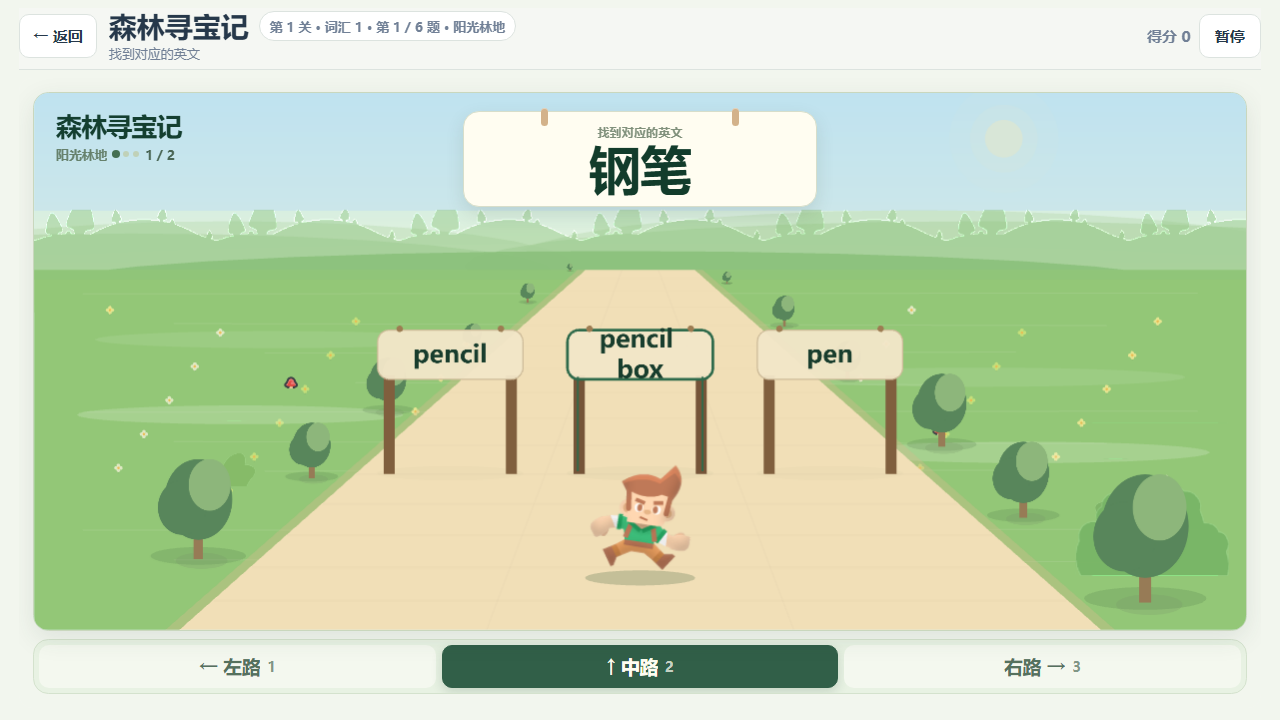 ← 返回
森林寻宝记
第 1 关 • 词汇 1 • 第 1 / 6 题 • 阳光林地
找到对应的英文
得分 0
暂停
森林寻宝记
阳光林地 1 / 2
找到对应的英文
钢笔
pencil
pencil
box
pen
← 左路 1
↑ 中路 2
右路 → 3